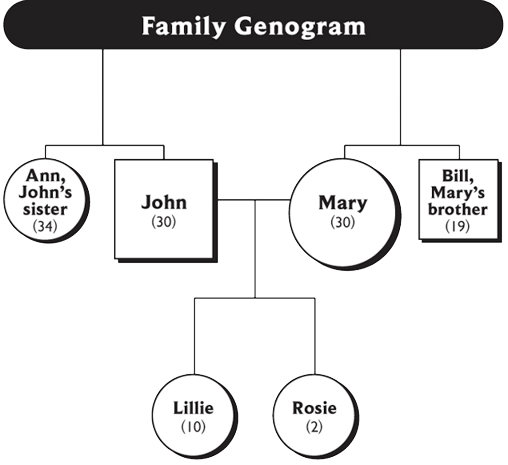 Family Genogram
Ann,
John's
sister
(34)
John
(30)
Mary
(30)
Bill,
Mary's
brother
(19)
Lillie
(10)
Rosie
(2)